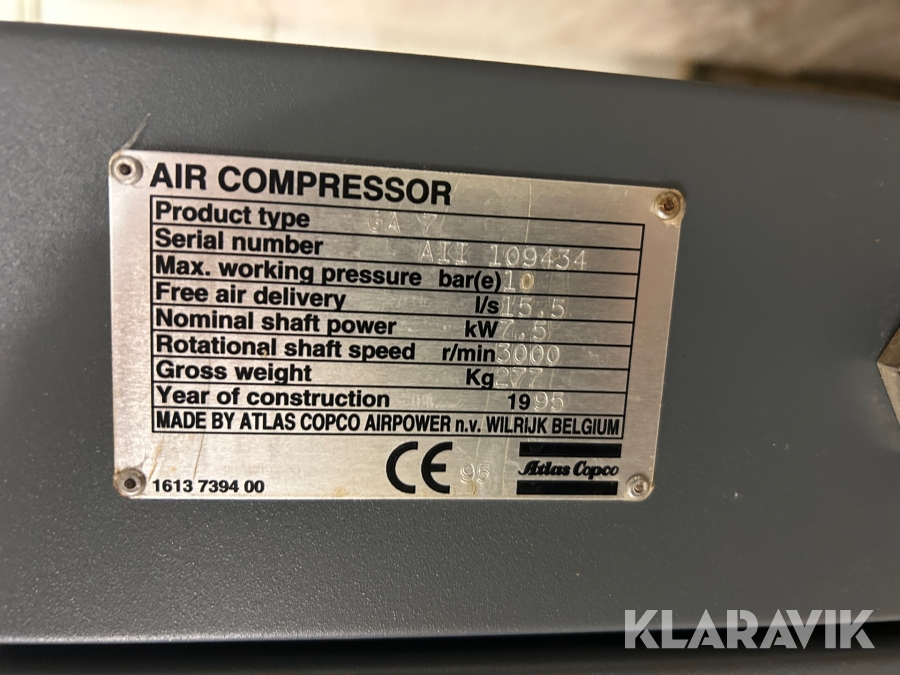 AIR COMPRESSOR
Product type GA 7
Serial number AII 109434
Max. working pressure bar(e) 10
Free air delivery l/s 15.5
Nominal shaft power kW 7.5
Rotational shaft speed r/min 3000
Gross weight Kg 277
Year of construction 1995
MADE BY ATLAS COPCO AIRPOWER n.v. WILRIJK BELGIUM
CE 95 Atlas Copco
1613 7394 00
KLARAVIK